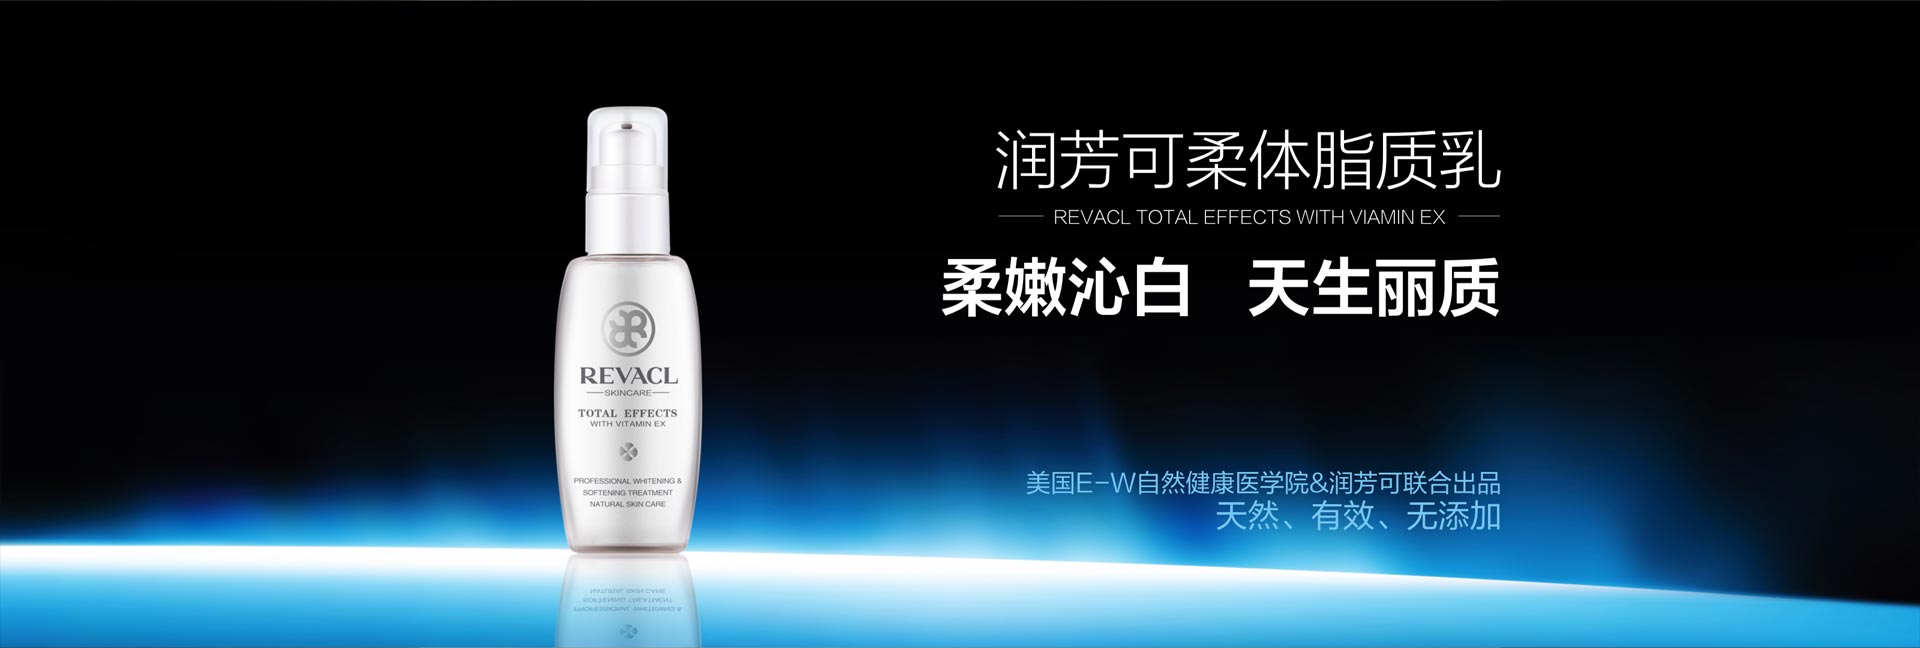 REVACL
SKINCARE
TOTAL EFFECTS
WITH VITAMIN EX
PROFESSIONAL WHITENING &
SOFTENING TREATMENT
NATURAL SKIN CARE
润芳可柔体脂质乳
REVACL TOTAL EFFECTS WITH VIAMIN EX
柔嫩沁白 天生丽质
美国E-W自然健康医学院&润芳可联合出品
天然、有效、无添加